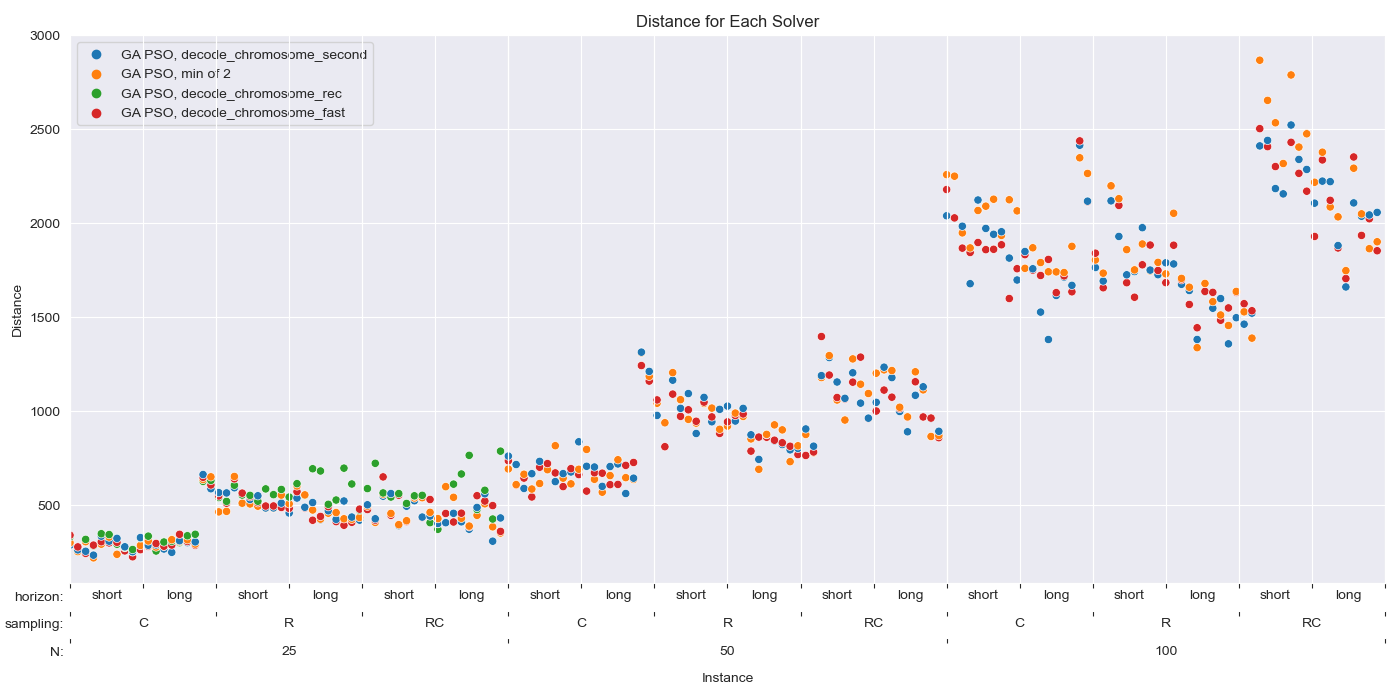 Distance for Each Solver
3000
2500
2000
1500
1000
500
Distance
GA PSO, decode_chromosome_second
GA PSO, min of 2
GA PSO, decode_chromosome_rec
GA PSO, decode_chromosome_fast
horizon: short long short long short long short long short long short long short long short long short long
sampling: C R RC C R RC C R RC
N: 25 50 100
Instance